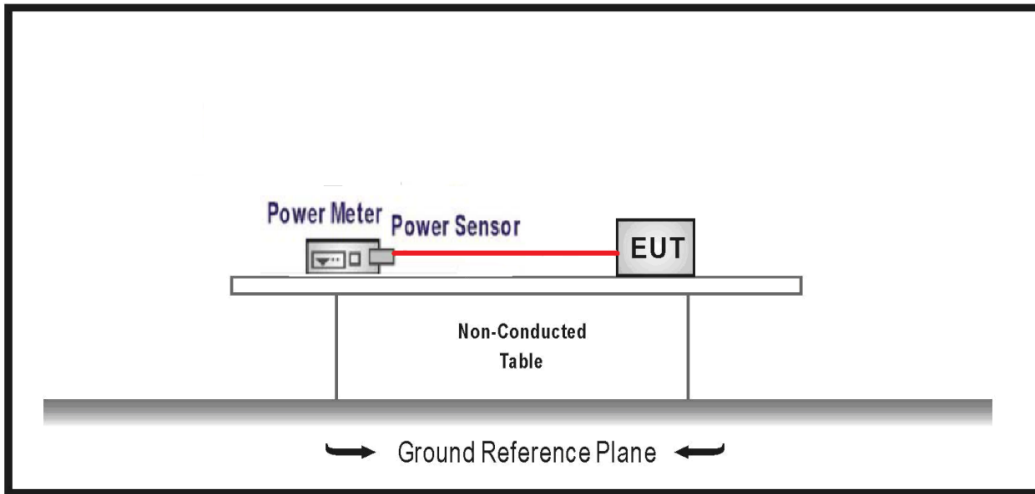 Power Meter
Power Sensor
EUT
Non-Conducted
Table
Ground Reference Plane